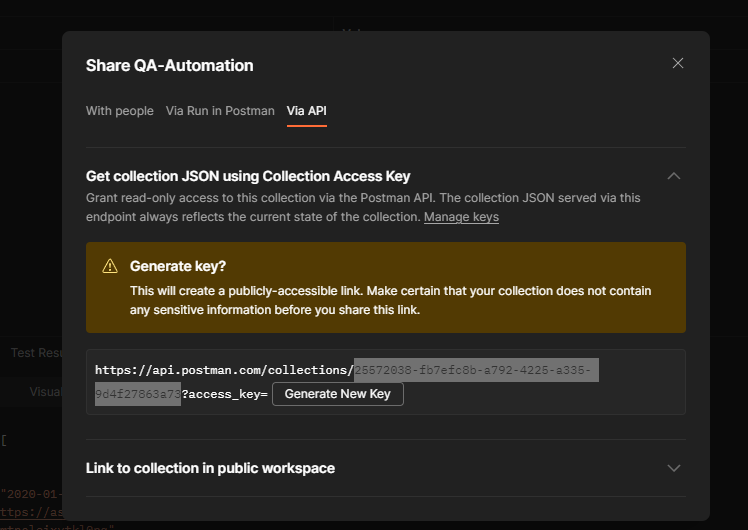 Share QA-Automation
With people Via Run in Postman Via API
Get collection JSON using Collection Access Key
Grant read-only access to this collection via the Postman API. The collection JSON served via this
endpoint always reflects the current state of the collection. Manage keys
Generate key?
This will create a publicly-accessible link. Make certain that your collection does not contain
any sensitive information before you share this link.
https://api.postman.com/collections/25572038-fb7efc8b-a792-4225-a335-
9d4f27863a73?access_key= Generate New Key
Link to collection in public workspace
Test Resu
Visual
[
"2020-01-
ttps://as